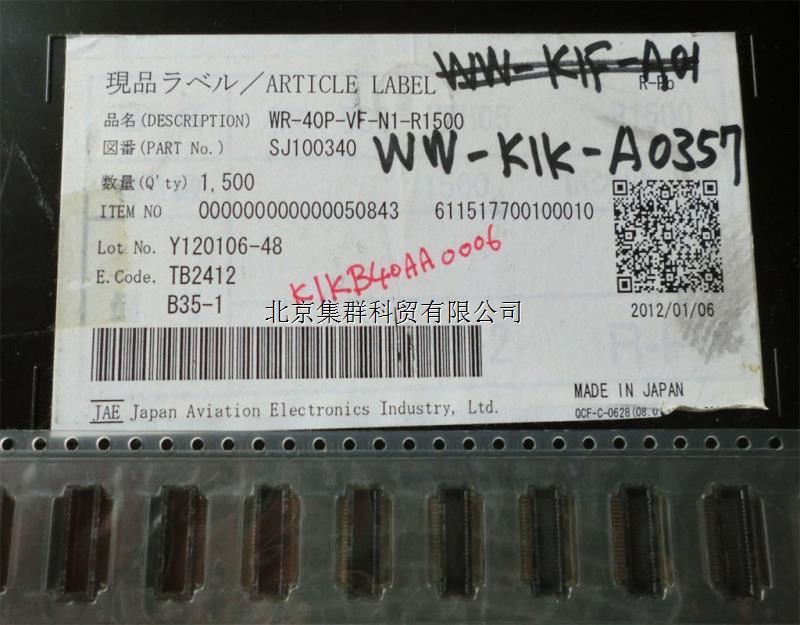 WW-KIF-A01
現品ラベル／ARTICLE LABEL
R-Pb
品名(DESCRIPTION) WR-40P-VF-N1-R1500
図番(PART No.) SJ100340
WW-KIK-A0357
数量(Q'ty) 1,500
ITEM NO 000000000000050843 611517700100010
Lot No. Y120106-48
E.Code. TB2412
KIKB40AA0006
B35-1
北京集群科贸有限公司
2012/01/06
MADE IN JAPAN
JAE Japan Aviation Electronics Industry, Ltd.
QCF-C-0628(08.0